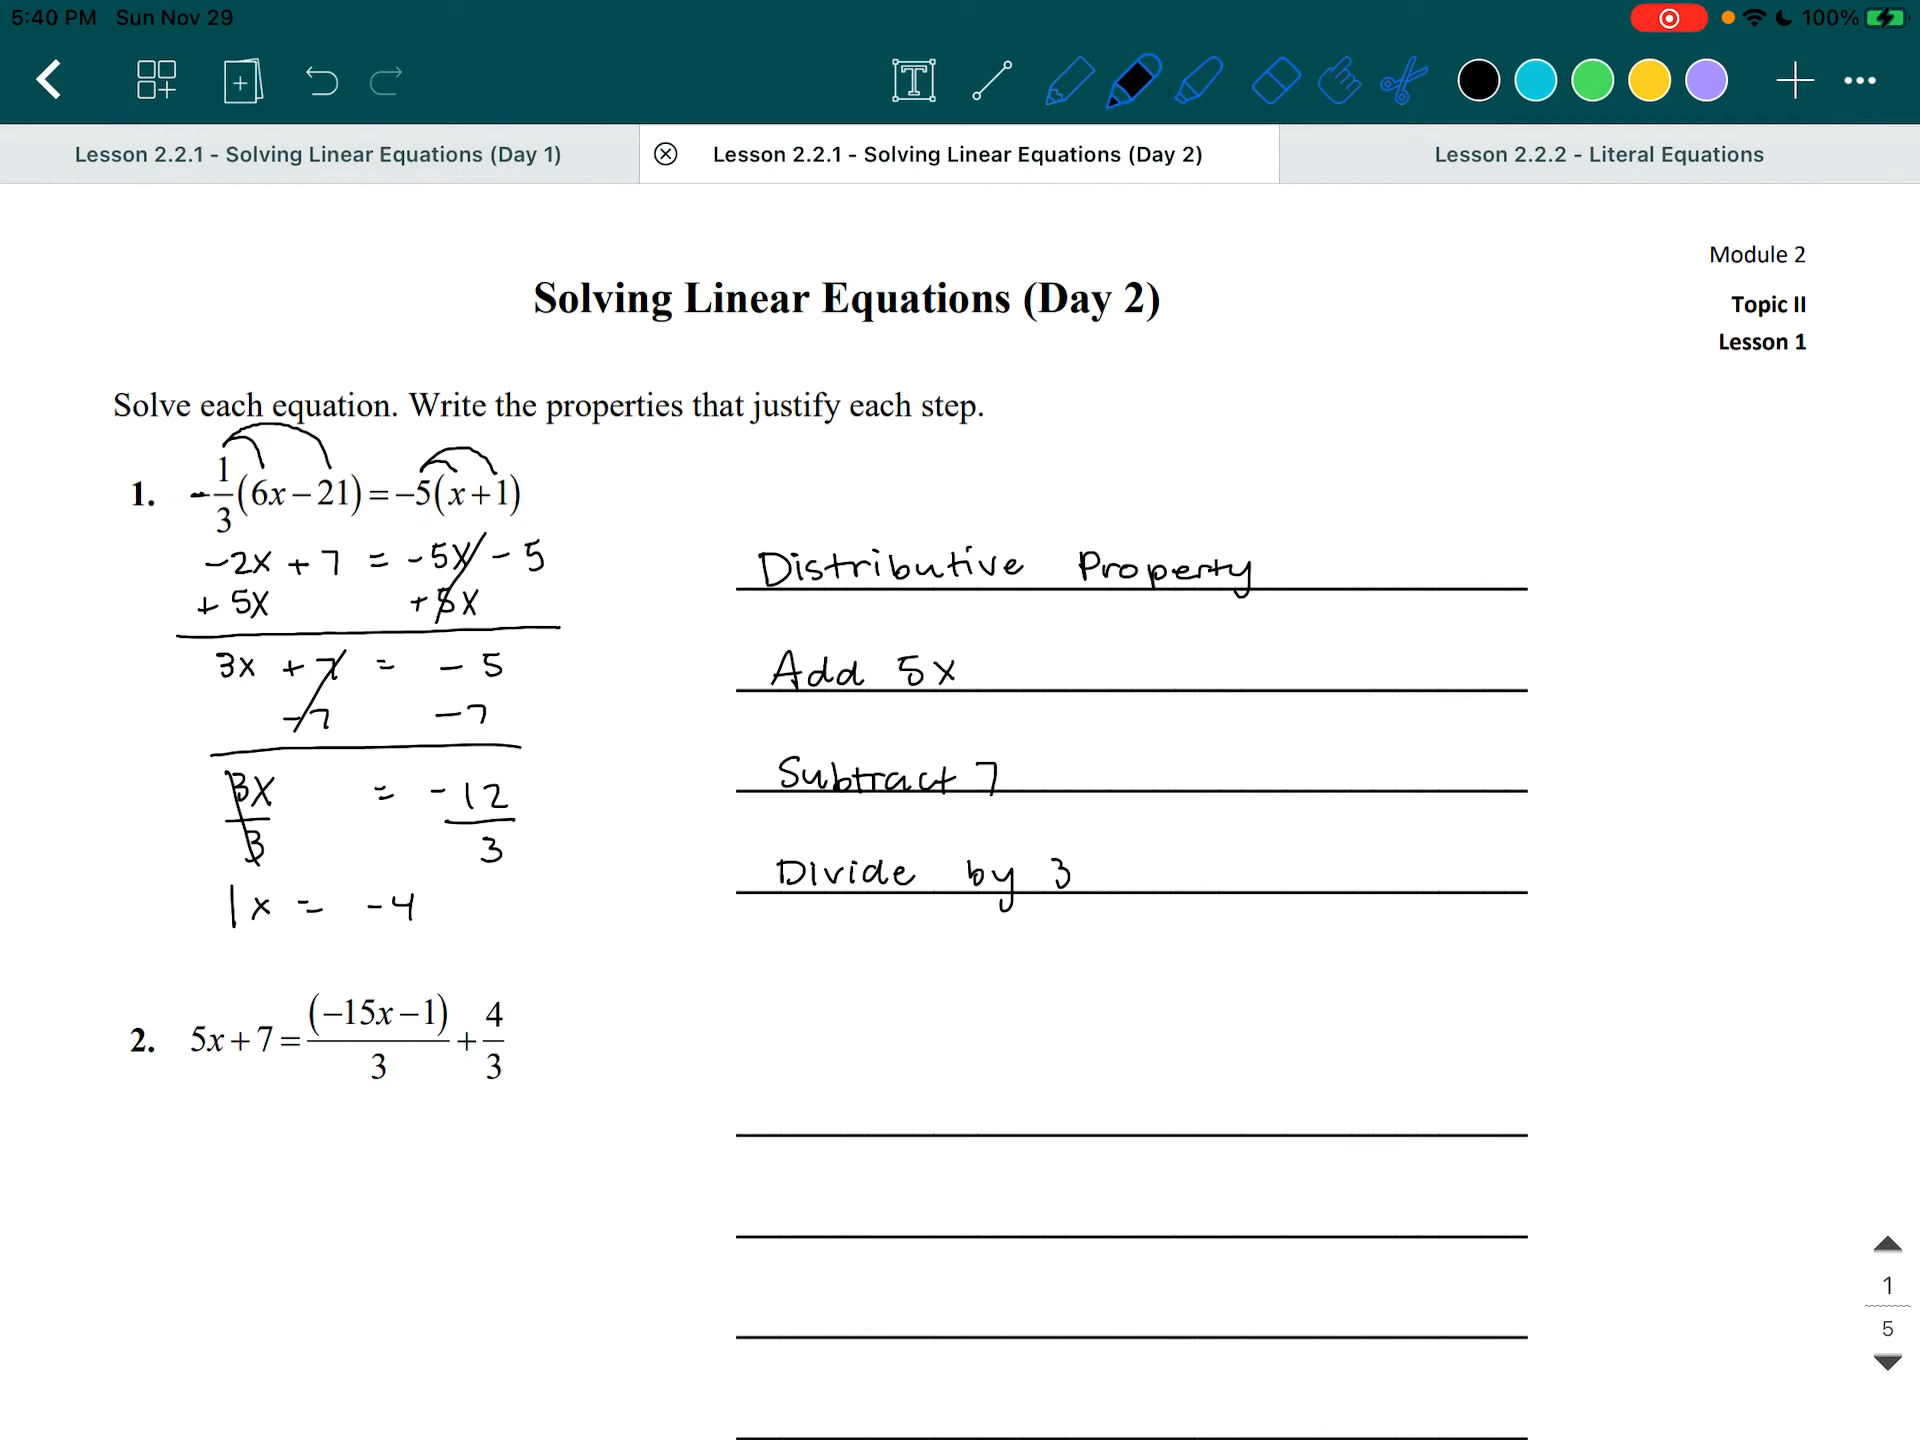 5:40 PM Sun Nov 29 100%
T
Lesson 2.2.1 - Solving Linear Equations (Day 1) Lesson 2.2.1 - Solving Linear Equations (Day 2) Lesson 2.2.2 - Literal Equations
Module 2
Solving Linear Equations (Day 2)
Topic II
Lesson 1
Solve each equation. Write the properties that justify each step.
1. -1/3(6x−21)=−5(x+1)
-2x + 7 = -5x - 5 Distributive Property
+ 5x +5x
3x + 7 = - 5 Add 5x
-7 -7
3x = -12 Subtract 7
3 3
Divide by 3
1x = -4
2. 5x+7=(−15x−1)/3+4/3
1
5